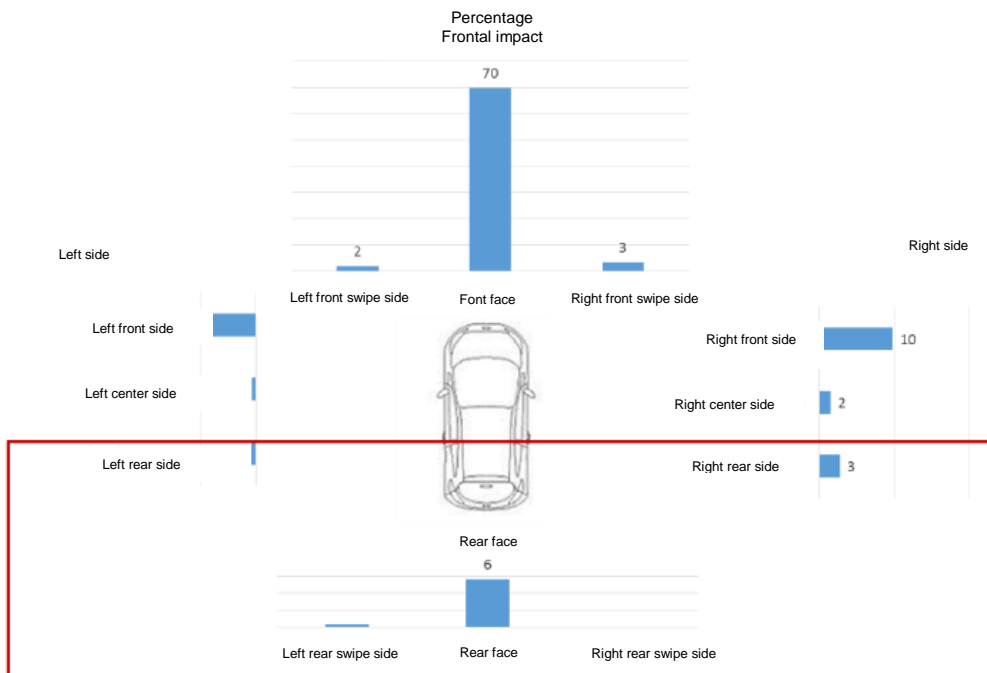 Percentage
Frontal impact
70
2
3
Left side
Right side
Left front swipe side
Font face
Right front swipe side
Left front side
Right front side
10
Left center side
Right center side
2
Left rear side
Right rear side
3
Rear face
6
Left rear swipe side
Rear face
Right rear swipe side